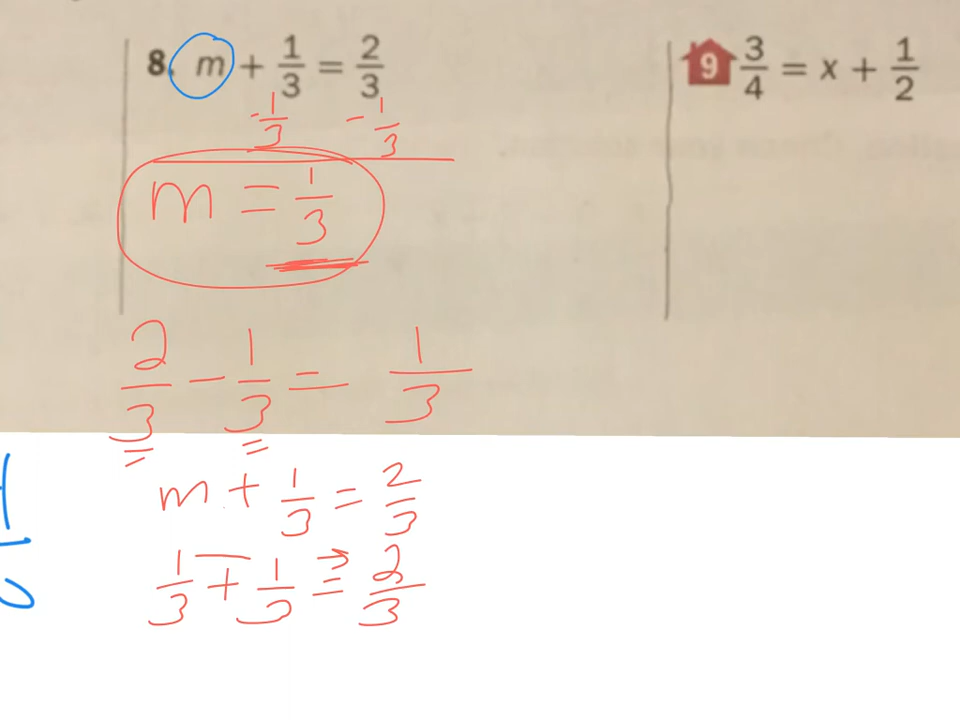 8. m + 1/3 = 2/3
-1/3 -1/3
m = 1/3
2/3 - 1/3 = 1/3
m + 1/3 = 2/3
1/3 + 1/3 = 2/3
9 3/4 = x + 1/2